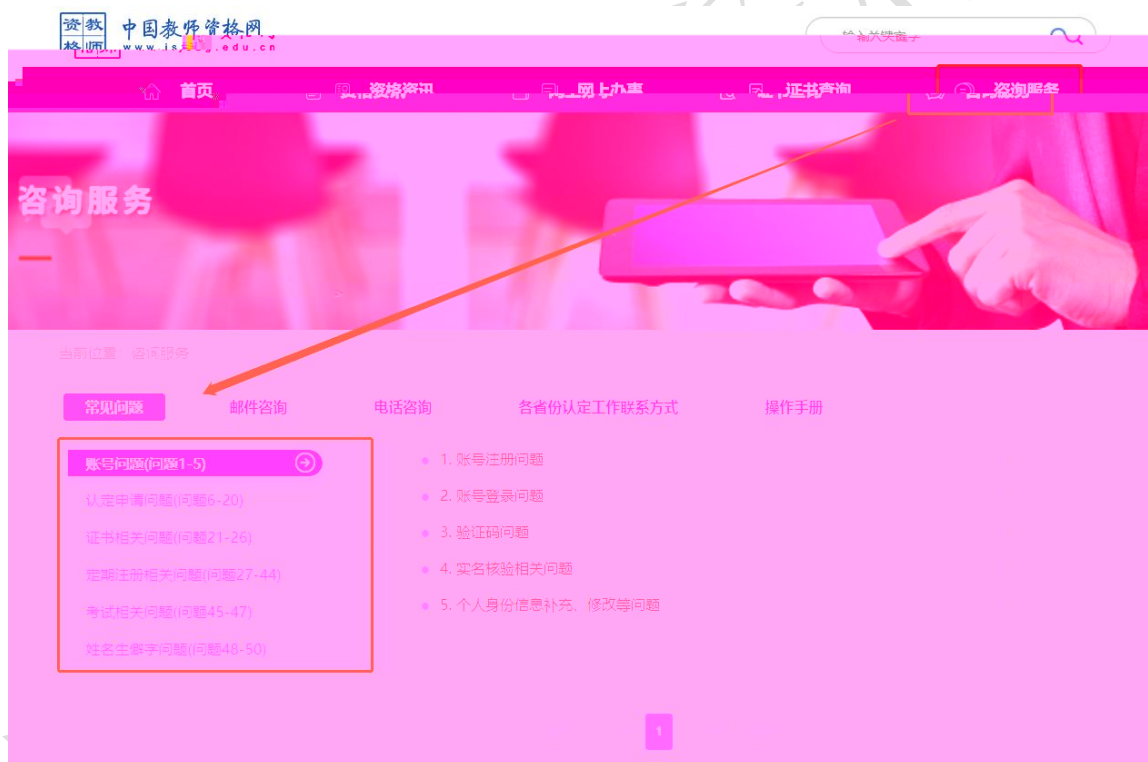 资教 中国教师资格网
格师 www.js .edu.cn
输入关键字
首页 资格资讯 网上办事 证书查询 咨询服务
咨询服务
当前位置 咨询服务
常见问题 邮件咨询 电话咨询 各省份认定工作联系方式 操作手册
账号问题(问题1-5)
认定申请问题(问题6-20)
证书相关问题(问题21-26)
定期注册相关问题(问题27-44)
考试相关问题(问题45-47)
姓名生僻字问题(问题48-50)
1. 账号注册问题
2. 账号登录问题
3. 验证码问题
4. 实名核验相关问题
5. 个人身份信息补充、修改等问题
1